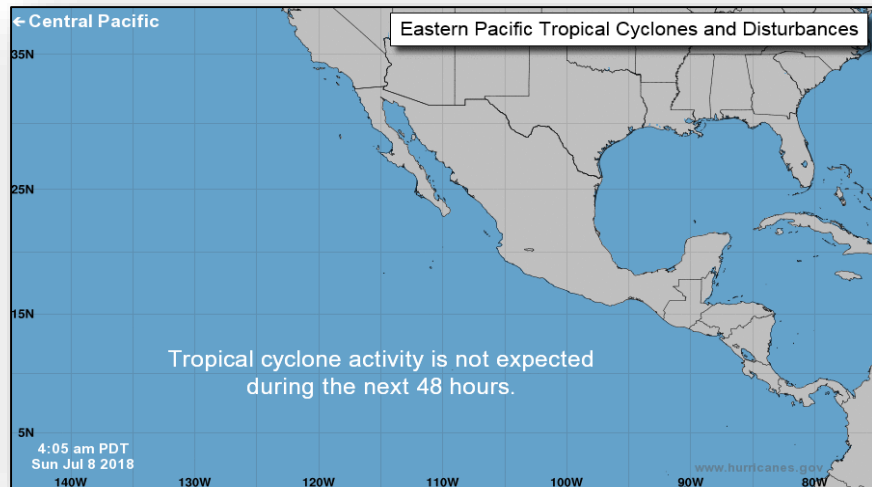 ← Central Pacific
Eastern Pacific Tropical Cyclones and Disturbances
35N
25N
15N
Tropical cyclone activity is not expected
during the next 48 hours.
5N
4:05 am PDT
Sun Jul 8 2018
www.hurricanes.gov
140W 130W 120W 110W 100W 90W 80W